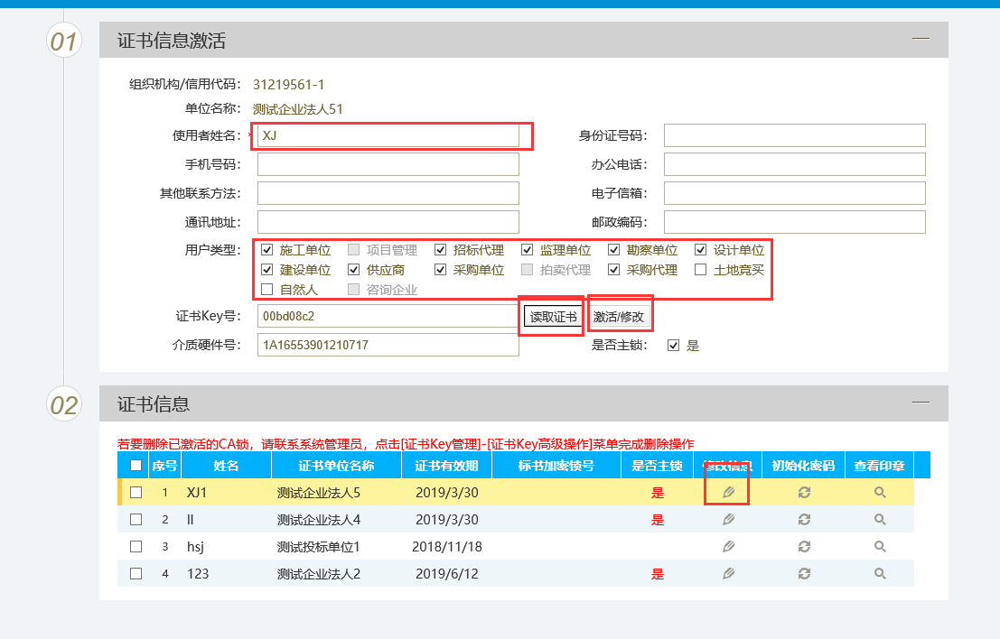 01
证书信息激活
组织机构/信用代码： 31219561-1
单位名称： 测试企业法人51
使用者姓名： * XJ 身份证号码：
手机号码： 办公电话：
其他联系方法： 电子信箱：
通讯地址： 邮政编码：
用户类型： 施工单位 项目管理 招标代理 监理单位 勘察单位 设计单位
建设单位 供应商 采购单位 拍卖代理 采购代理 土地竞买
自然人 咨询企业
证书Key号： 00bd08c2 读取证书 激活/修改
介质硬件号： 1A16553901210717 是否主锁： 是
02
证书信息
若要删除已激活的CA锁，请联系系统管理员，点击[证书Key管理]-[证书Key高级操作]菜单完成删除操作
序号 姓名 证书单位名称 证书有效期 标书加密锁号 是否主锁 修改信息 初始化密码 查看印章
1 XJ1 测试企业法人5 2019/3/30 是
2 ll 测试企业法人4 2019/3/30 是
3 hsj 测试投标单位1 2018/11/18
4 123 测试企业法人2 2019/6/12 是